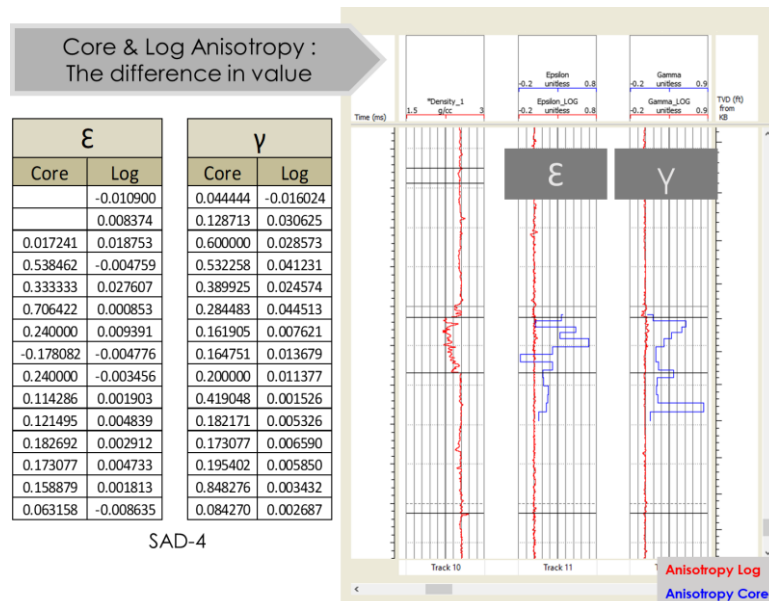 Core & Log Anisotropy :
The difference in value
ε
Core Log
-0.010900
0.008374
0.017241 0.018753
0.538462 -0.004759
0.333333 0.027607
0.706422 0.000853
0.240000 0.009391
-0.178082 -0.004776
0.240000 -0.003456
0.114286 0.001903
0.121495 0.004839
0.182692 0.002912
0.173077 0.004733
0.158879 0.001813
0.063158 -0.008635
γ
Core Log
0.044444 -0.016024
0.128713 0.030625
0.600000 0.028573
0.532258 0.041231
0.389925 0.024574
0.284483 0.044513
0.161905 0.007621
0.164751 0.013679
0.200000 0.011377
0.419048 0.001526
0.182171 0.005326
0.173077 0.006590
0.195402 0.005850
0.848276 0.003432
0.084270 0.002687
SAD-4
Time (ms)
*Density_1
1.5 g/cc 3
Epsilon
-0.2 unitless 0.8
Epsilon_LOG
-0.2 unitless 0.8
Gamma
-0.2 unitless 0.9
Gamma_LOG
-0.2 unitless 0.9
TVD (ft)
from
KB
ε
γ
Track 10
Track 11
Anisotropy Log
Anisotropy Core